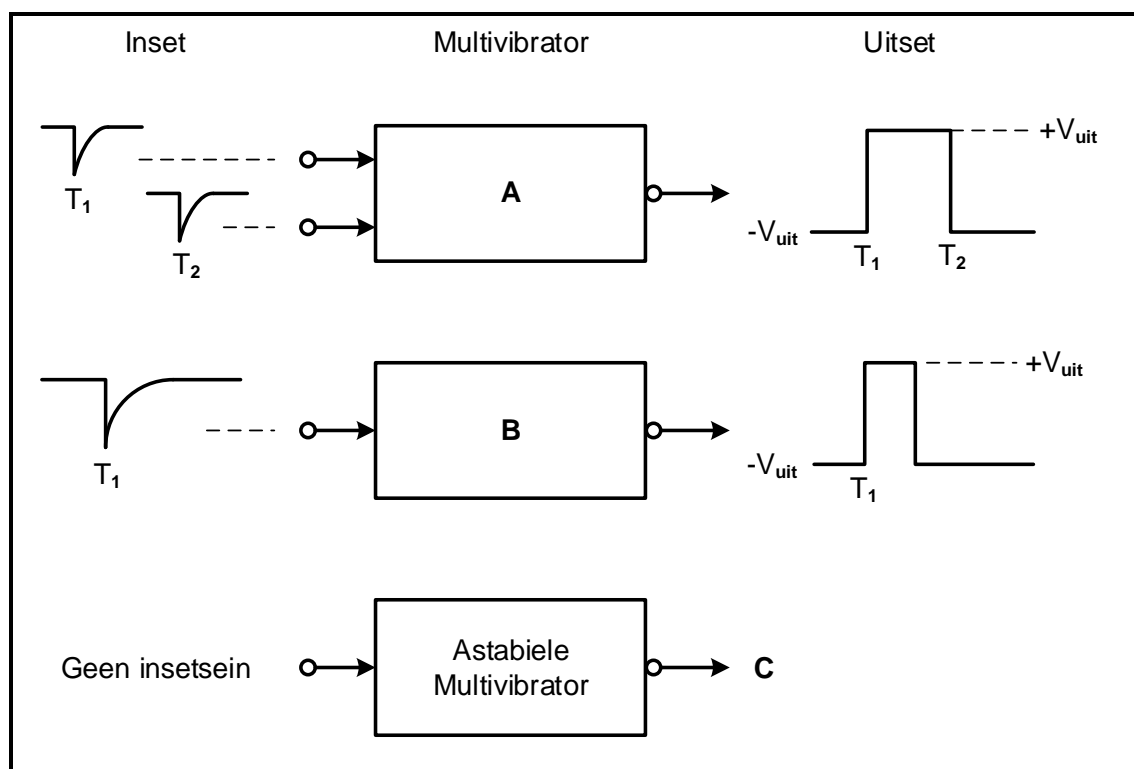 Inset Multivibrator Uitset
T1
T2
A
+Vuit
-Vuit
T1 T2
T1
B
+Vuit
-Vuit
T1
Geen insetsein
Astabiele
Multivibrator
C